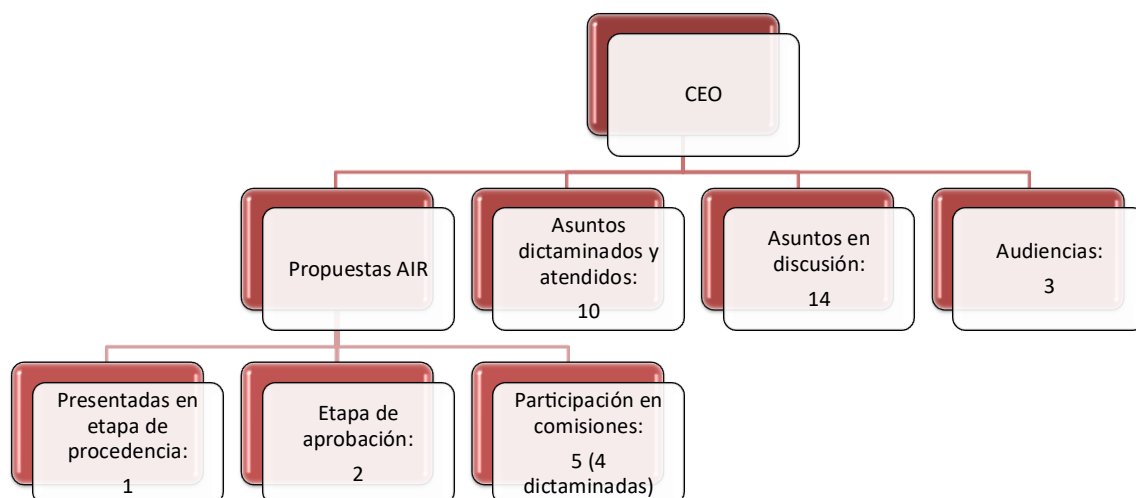 CEO
Propuestas AIR
Asuntos
dictaminados y
atendidos:
10
Asuntos en
discusión:
14
Audiencias:
3
Presentadas en
etapa de
procedencia:
1
Etapa de
aprobación:
2
Participación en
comisiones:
5 (4
dictaminadas)